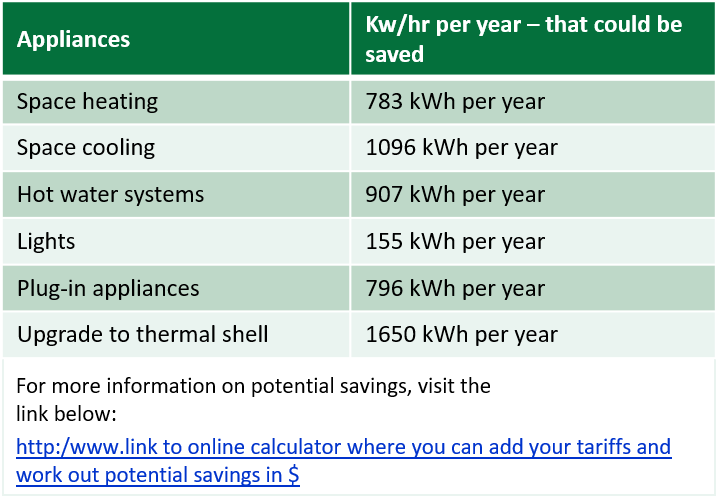 Appliances
Kw/hr per year – that could be
saved
Space heating
783 kWh per year
Space cooling
1096 kWh per year
Hot water systems
907 kWh per year
Lights
155 kWh per year
Plug-in appliances
796 kWh per year
Upgrade to thermal shell
1650 kWh per year
For more information on potential savings, visit the
link below:
http:/www.link to online calculator where you can add your tariffs and
work out potential savings in $